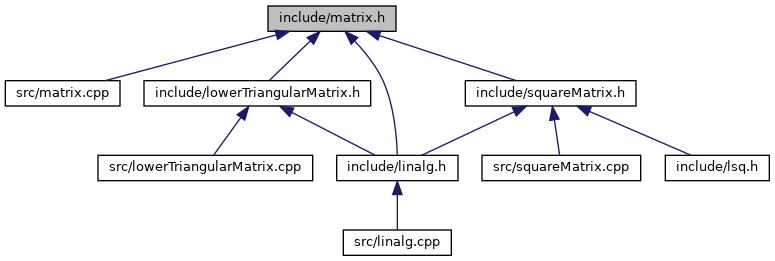 include/matrix.h
src/matrix.cpp
include/lowerTriangularMatrix.h
include/squareMatrix.h
src/lowerTriangularMatrix.cpp
include/linalg.h
src/squareMatrix.cpp
include/lsq.h
src/linalg.cpp